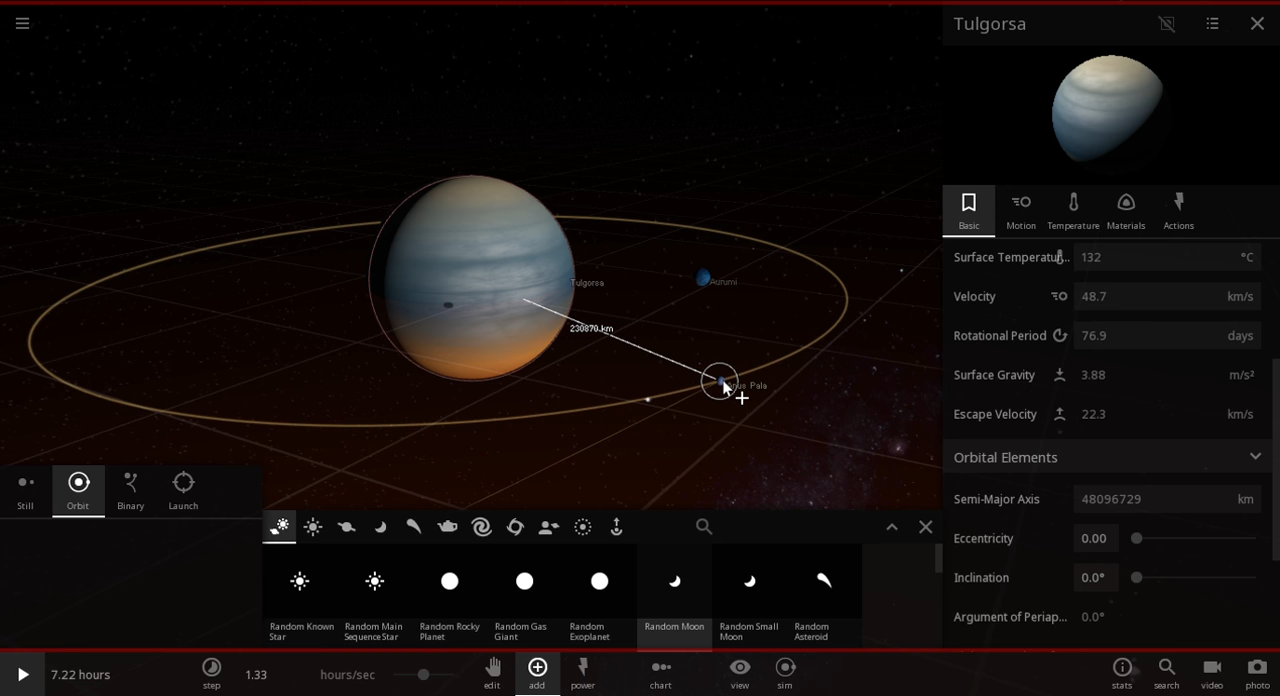 Tulgorsa
Basic
Motion
Temperature
Materials
Actions
Surface Temperatur...
132
°C
Velocity
48.7
km/s
Rotational Period
76.9
days
Surface Gravity
3.88
m/s²
Escape Velocity
22.3
km/s
Orbital Elements
Semi-Major Axis
48096729
km
Eccentricity
0.00
Inclination
0.0°
Argument of Periap...
0.0°
Tulgorsa
Aurumi
230870 km
Pala
Still
Orbit
Binary
Launch
Random Known
Star
Random Main
Sequence Star
Random Rocky
Planet
Random Gas
Giant
Random
Exoplanet
Random Moon
Random Small
Moon
Random
Asteroid
7.22 hours
step
1.33
hours/sec
edit
add
power
chart
view
sim
stats
search
video
photo